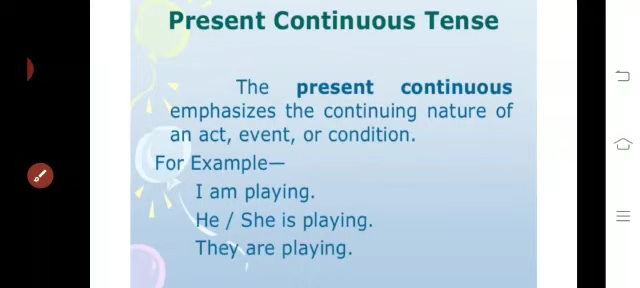 Present Continuous Tense
The present continuous
emphasizes the continuing nature of
an act, event, or condition.
For Example—
I am playing.
He / She is playing.
They are playing.